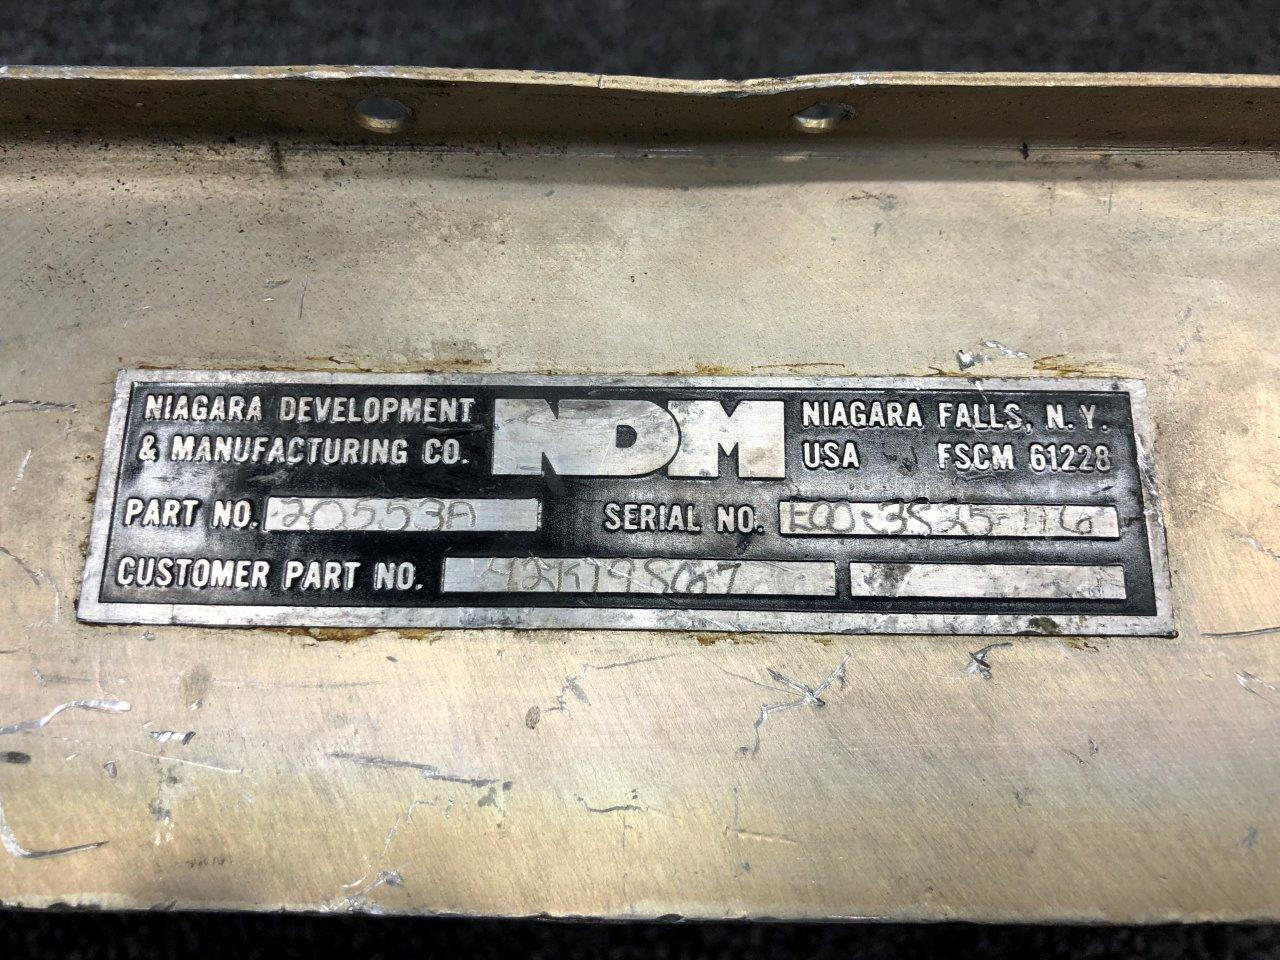 NIAGARA DEVELOPMENT
& MANUFACTURING CO.
NDM
NIAGARA FALLS, N. Y.
USA FSCM 61228
PART NO. 20553A
SERIAL NO.
CUSTOMER PART NO.